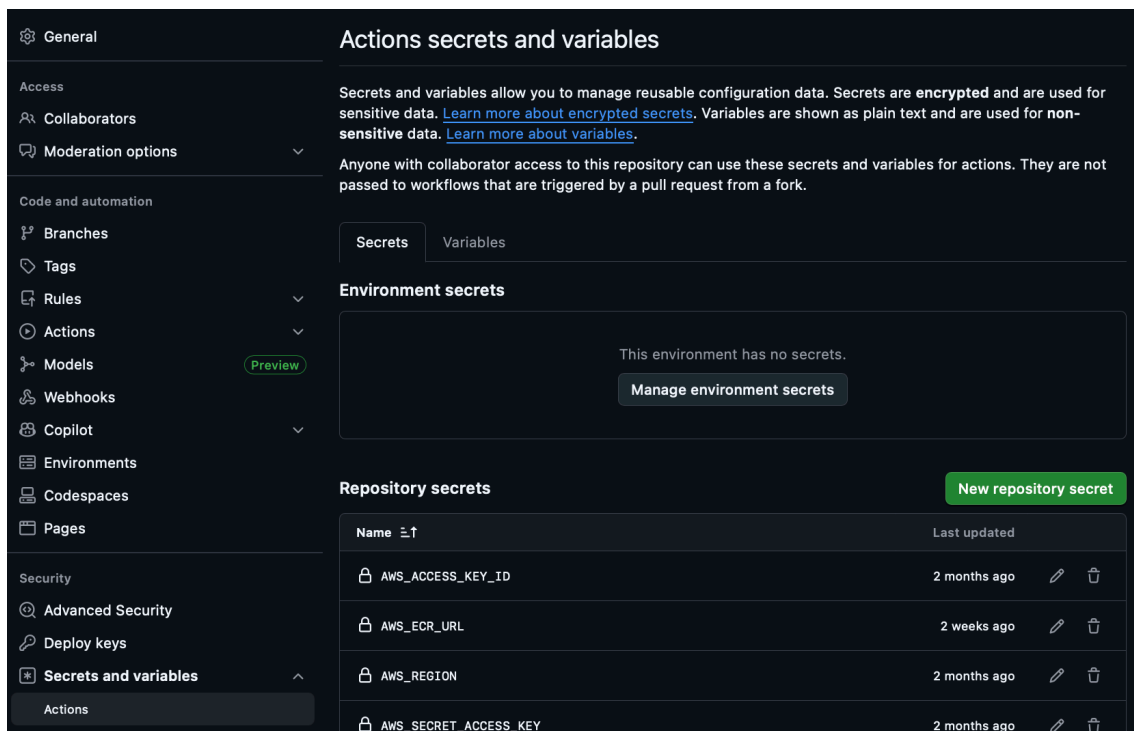 General
Access
Collaborators
Moderation options
Code and automation
Branches
Tags
Rules
Actions
Models
Preview
Webhooks
Copilot
Environments
Codespaces
Pages
Security
Advanced Security
Deploy keys
Secrets and variables
Actions
Actions secrets and variables
Secrets and variables allow you to manage reusable configuration data. Secrets are encrypted and are used for
sensitive data. Learn more about encrypted secrets. Variables are shown as plain text and are used for non-
sensitive data. Learn more about variables.
Anyone with collaborator access to this repository can use these secrets and variables for actions. They are not
passed to workflows that are triggered by a pull request from a fork.
Secrets Variables
Environment secrets
This environment has no secrets.
Manage environment secrets
Repository secrets
New repository secret
Name Last updated
AWS_ACCESS_KEY_ID 2 months ago
AWS_ECR_URL 2 weeks ago
AWS_REGION 2 months ago
AWS_SECRET_ACCESS_KEY 2 months ago